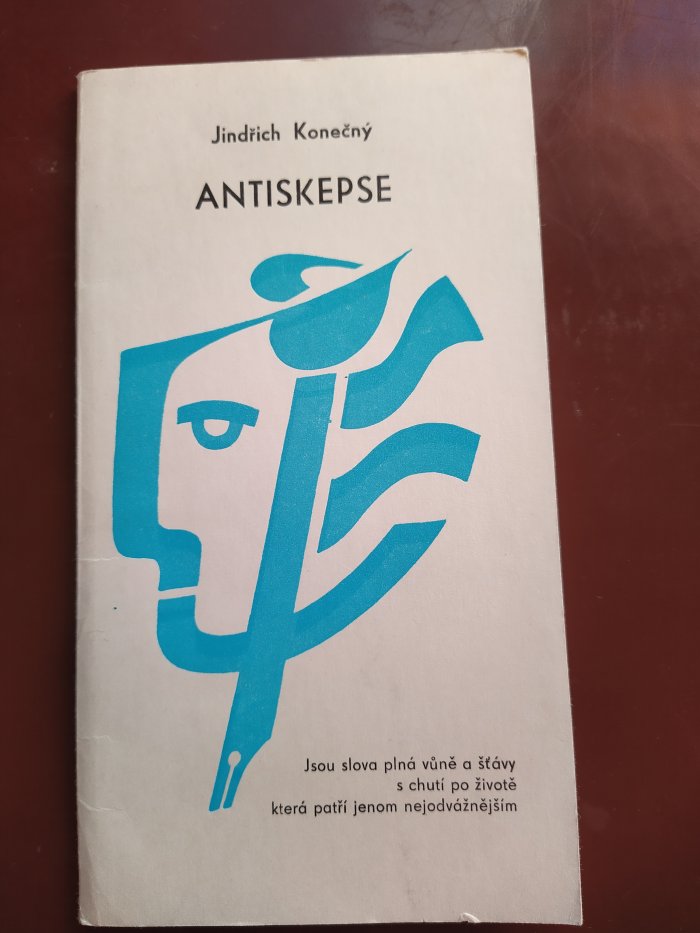 Jindřich Konečný
ANTISKEPSE
Jsou slova plná vůně a šťávy
s chutí po životě
která patří jenom nejodvážnějším